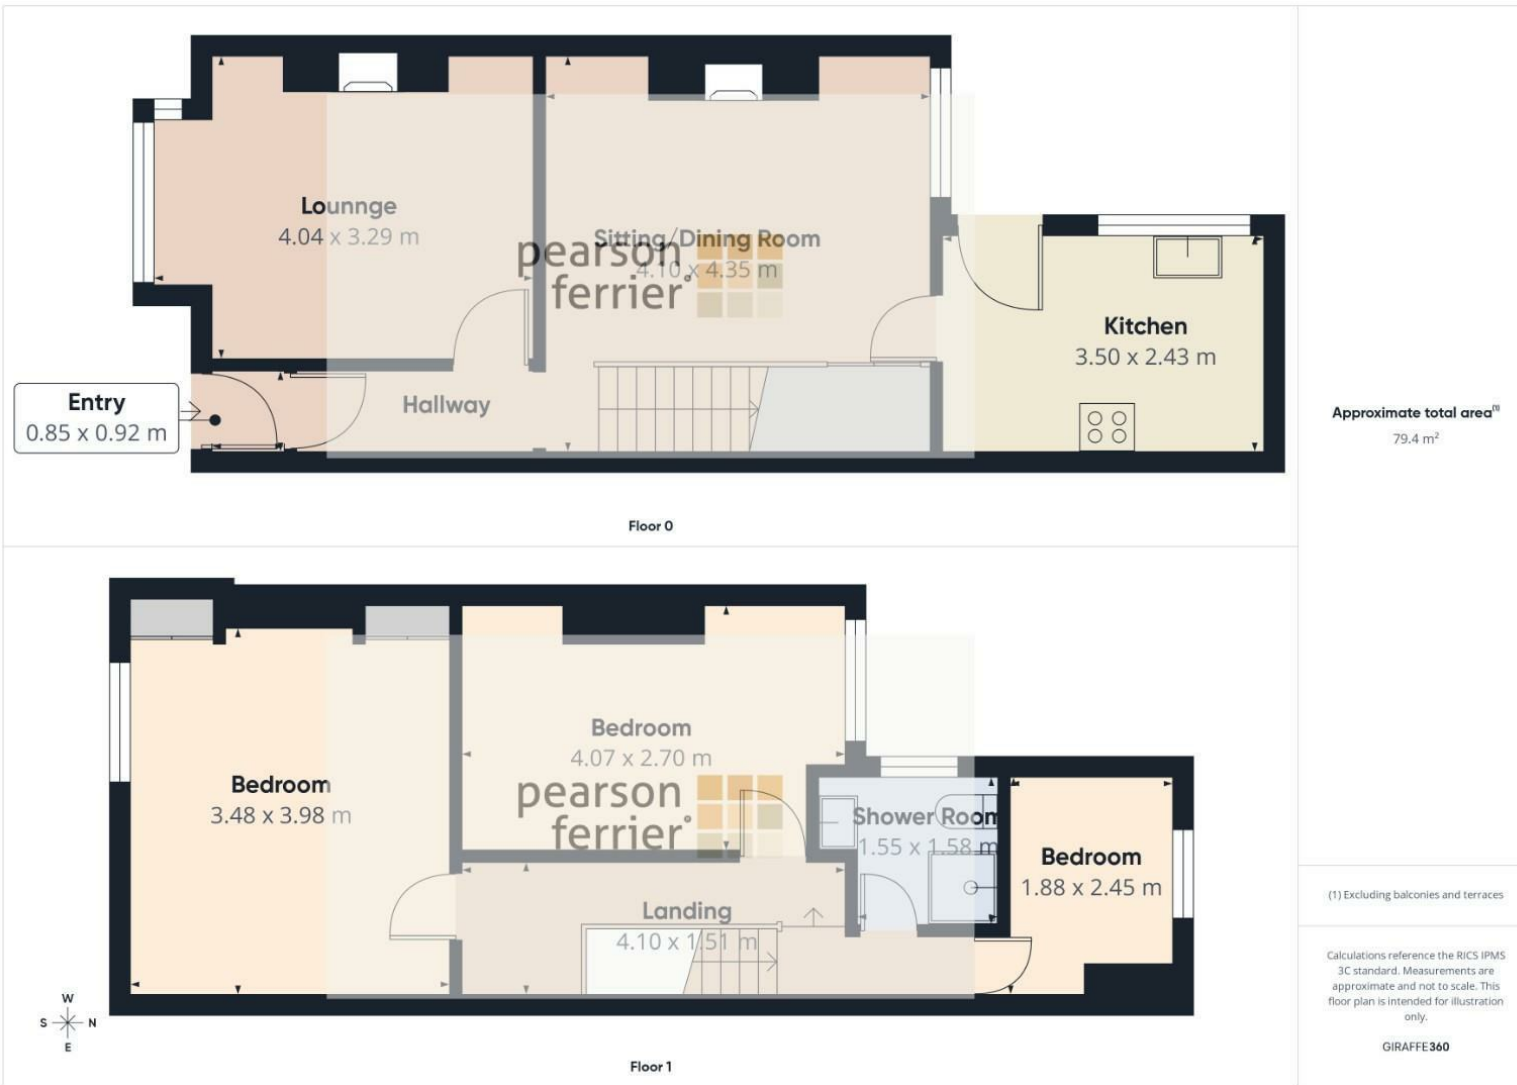 Lounnge
4.04 x 3.29 m
Sitting/Dining Room
4.10 x 4.35 m
pearson
ferrier
Kitchen
3.50 x 2.43 m
Entry
0.85 x 0.92 m
Hallway
Floor 0
Approximate total area(1)
79.4 m²
Bedroom
4.07 x 2.70 m
pearson
ferrier
Bedroom
3.48 x 3.98 m
Shower Room
1.55 x 1.58 m
Bedroom
1.88 x 2.45 m
Landing
4.10 x 1.51 m
W
S N
E
Floor 1
(1) Excluding balconies and terraces
Calculations reference the RICS IPMS
3C standard. Measurements are
approximate and not to scale. This
floor plan is intended for illustration
only.
GIRAFFE360